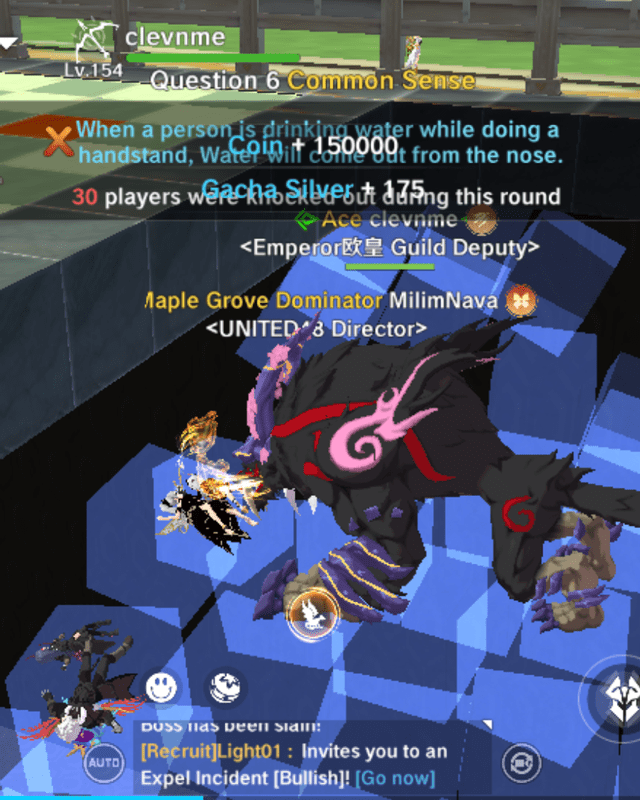 clevnme
Lv.154
Question 6 Common Sense
When a person is drinking water while doing a
Coin + 150000
handstand, Water will come out from the nose.
Gacha Silver + 175
30 players were knocked out during this round
Ace clevnme
<Emperor欧皇 Guild Deputy>
Maple Grove Dominator MilimNava
<UNITED48 Director>
Boss has been slain!
[Recruit]Light01 : Invites you to an
Expel Incident [Bullish]! [Go now]
AUTO